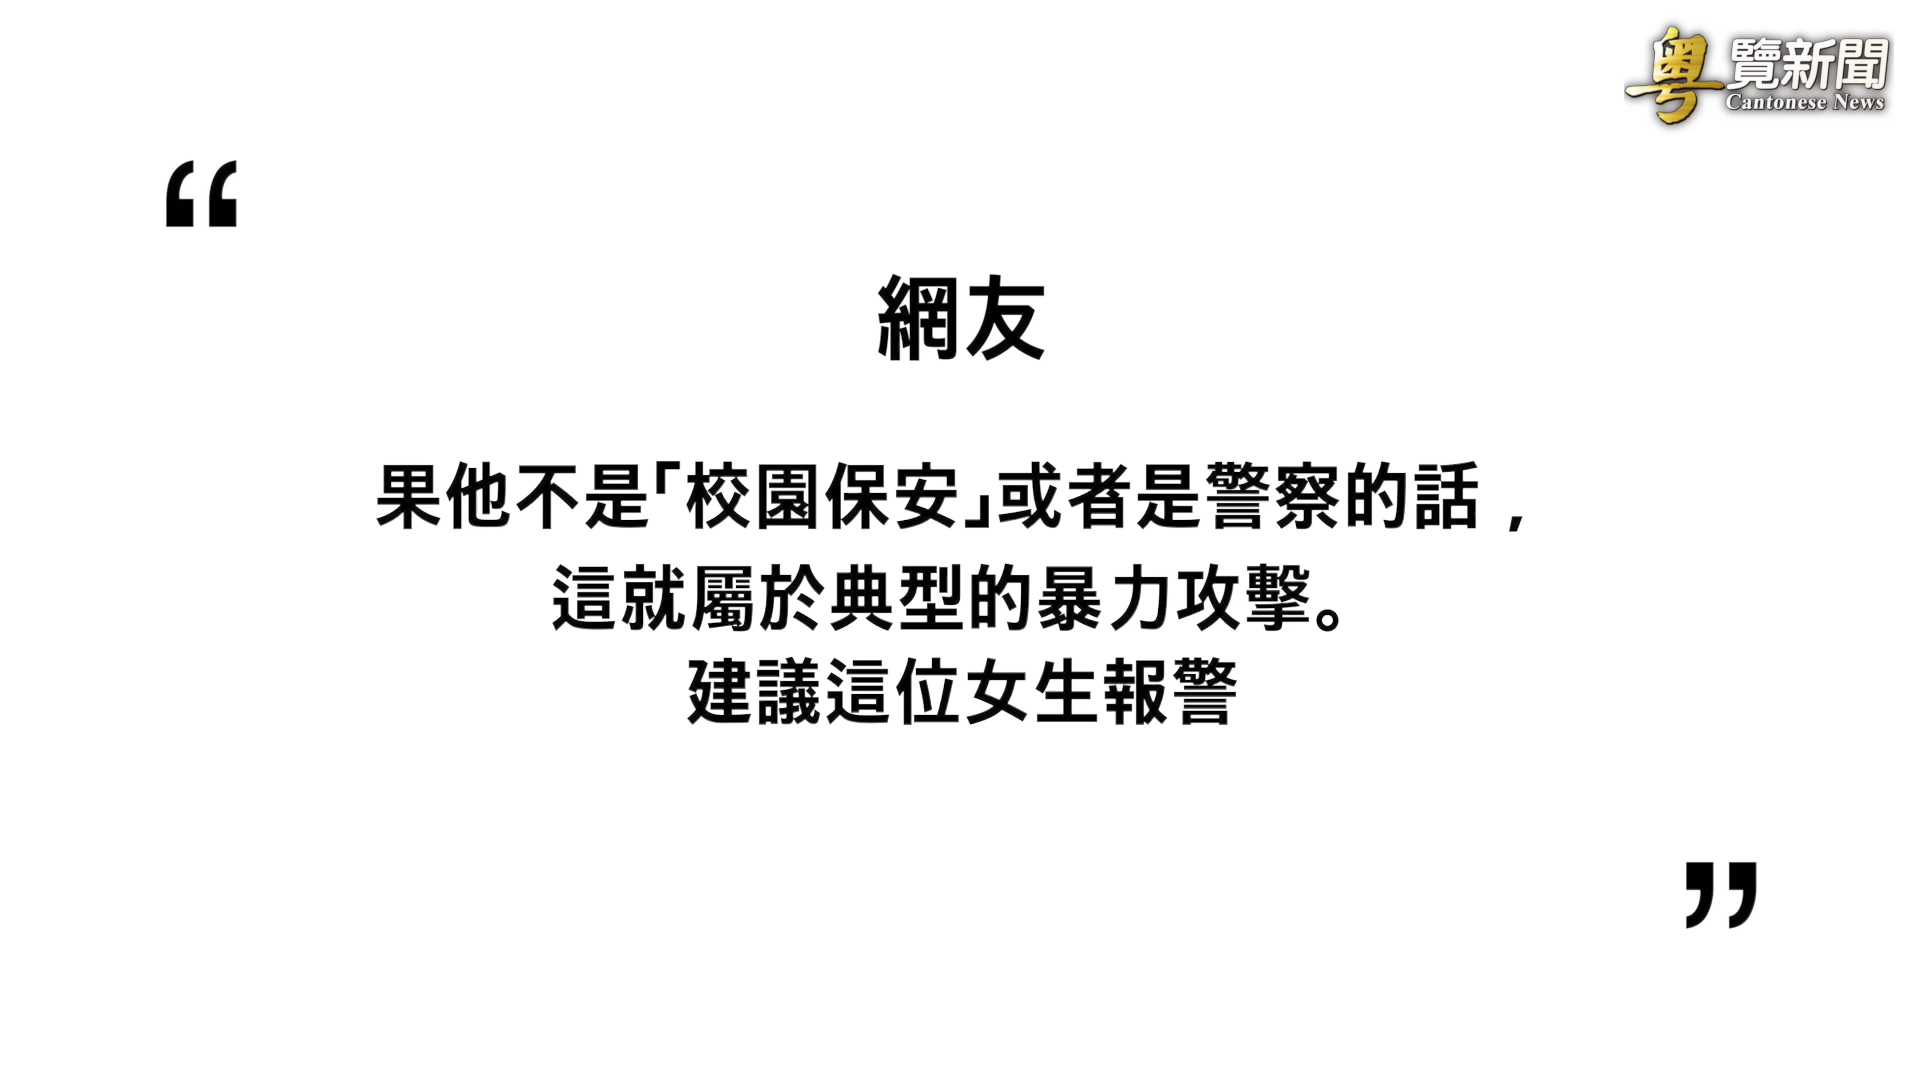 粵覽新聞
Cantonese News
“
網友
果他不是「校園保安」或者是警察的話，
這就屬於典型的暴力攻擊。
建議這位女生報警
”